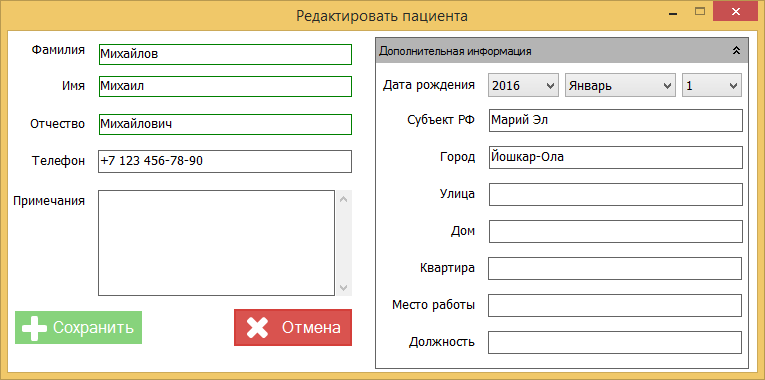 Редактировать пациента
Фамилия Михайлов
Имя Михаил
Отчество Михайлович
Телефон +7 123 456-78-90
Примечания
Сохранить Отмена
Дополнительная информация
Дата рождения 2016 Январь 1
Субъект РФ Марий Эл
Город Йошкар-Ола
Улица
Дом
Квартира
Место работы
Должность